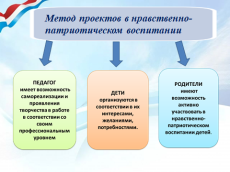 Метод проектов в нравственно-
патриотическом воспитании
ПЕДАГОГ
имеет возможность
самореализации и
проявления
творчества в работе
в соответствии со
своим
профессиональным
уровнем
ДЕТИ
организуются в
соответствии с их
интересами,
желаниями,
потребностями.
РОДИТЕЛИ
имеют
возможность
активно
участвовать в
нравственно-
патриотическом
воспитании детей.